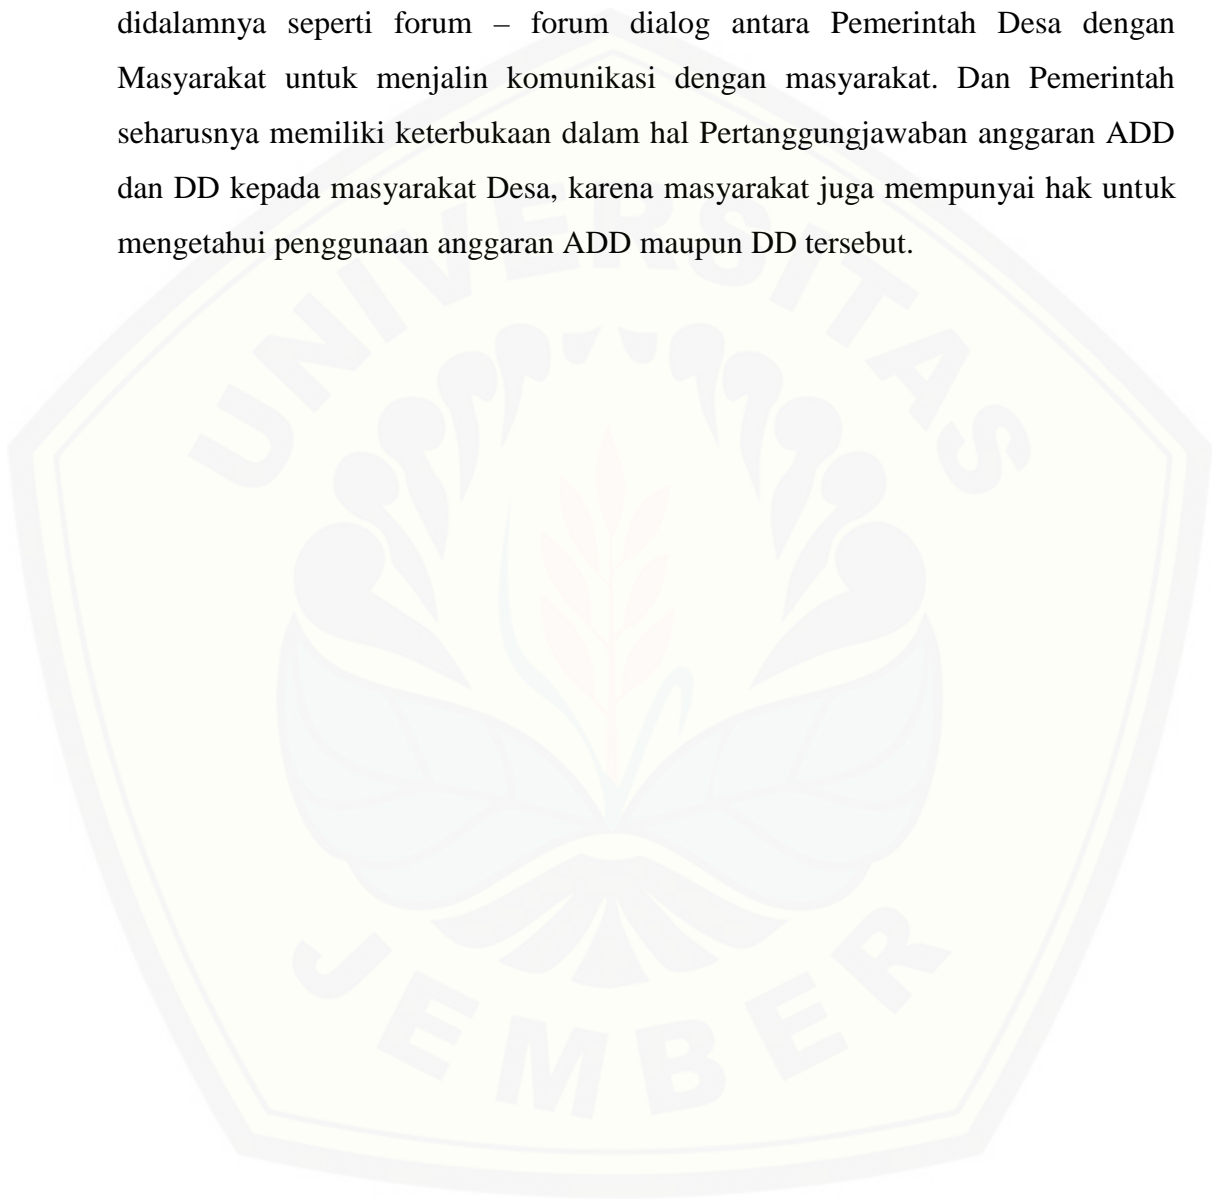 didalamnya seperti forum – forum dialog antara Pemerintah Desa dengan
Masyarakat untuk menjalin komunikasi dengan masyarakat. Dan Pemerintah
seharusnya memiliki keterbukaan dalam hal Pertanggungjawaban anggaran ADD
dan DD kepada masyarakat Desa, karena masyarakat juga mempunyai hak untuk
mengetahui penggunaan anggaran ADD maupun DD tersebut.
UNIVERSITAS
JEMBER